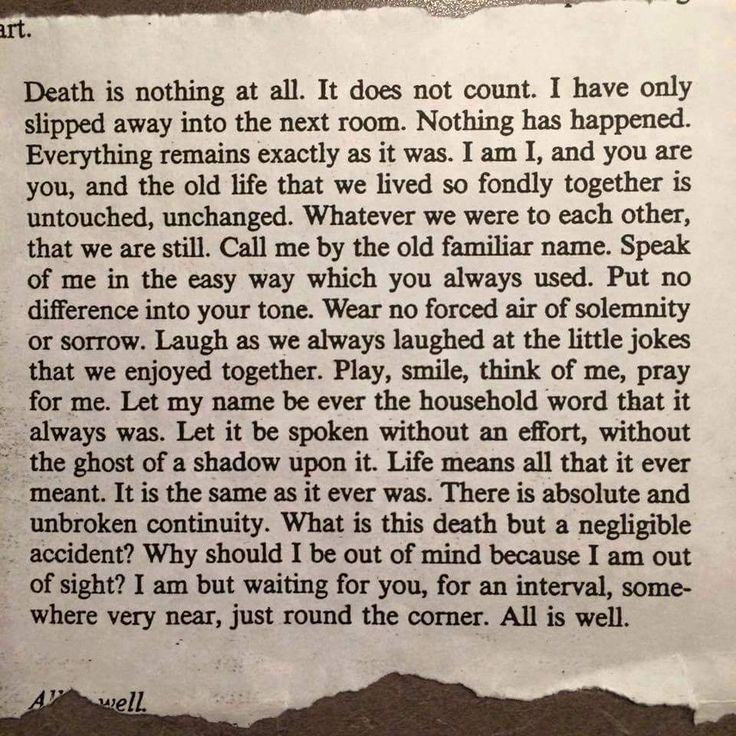 art.
Death is nothing at all. It does not count. I have only
slipped away into the next room. Nothing has happened.
Everything remains exactly as it was. I am I, and you are
you, and the old life that we lived so fondly together is
untouched, unchanged. Whatever we were to each other,
that we are still. Call me by the old familiar name. Speak
of me in the easy way which you always used. Put no
difference into your tone. Wear no forced air of solemnity
or sorrow. Laugh as we always laughed at the little jokes
that we enjoyed together. Play, smile, think of me, pray
for me. Let my name be ever the household word that it
always was. Let it be spoken without an effort, without
the ghost of a shadow upon it. Life means all that it ever
meant. It is the same as it ever was. There is absolute and
unbroken continuity. What is this death but a negligible
accident? Why should I be out of mind because I am out
of sight? I am but waiting for you, for an interval, some-
where very near, just round the corner. All is well.
well.